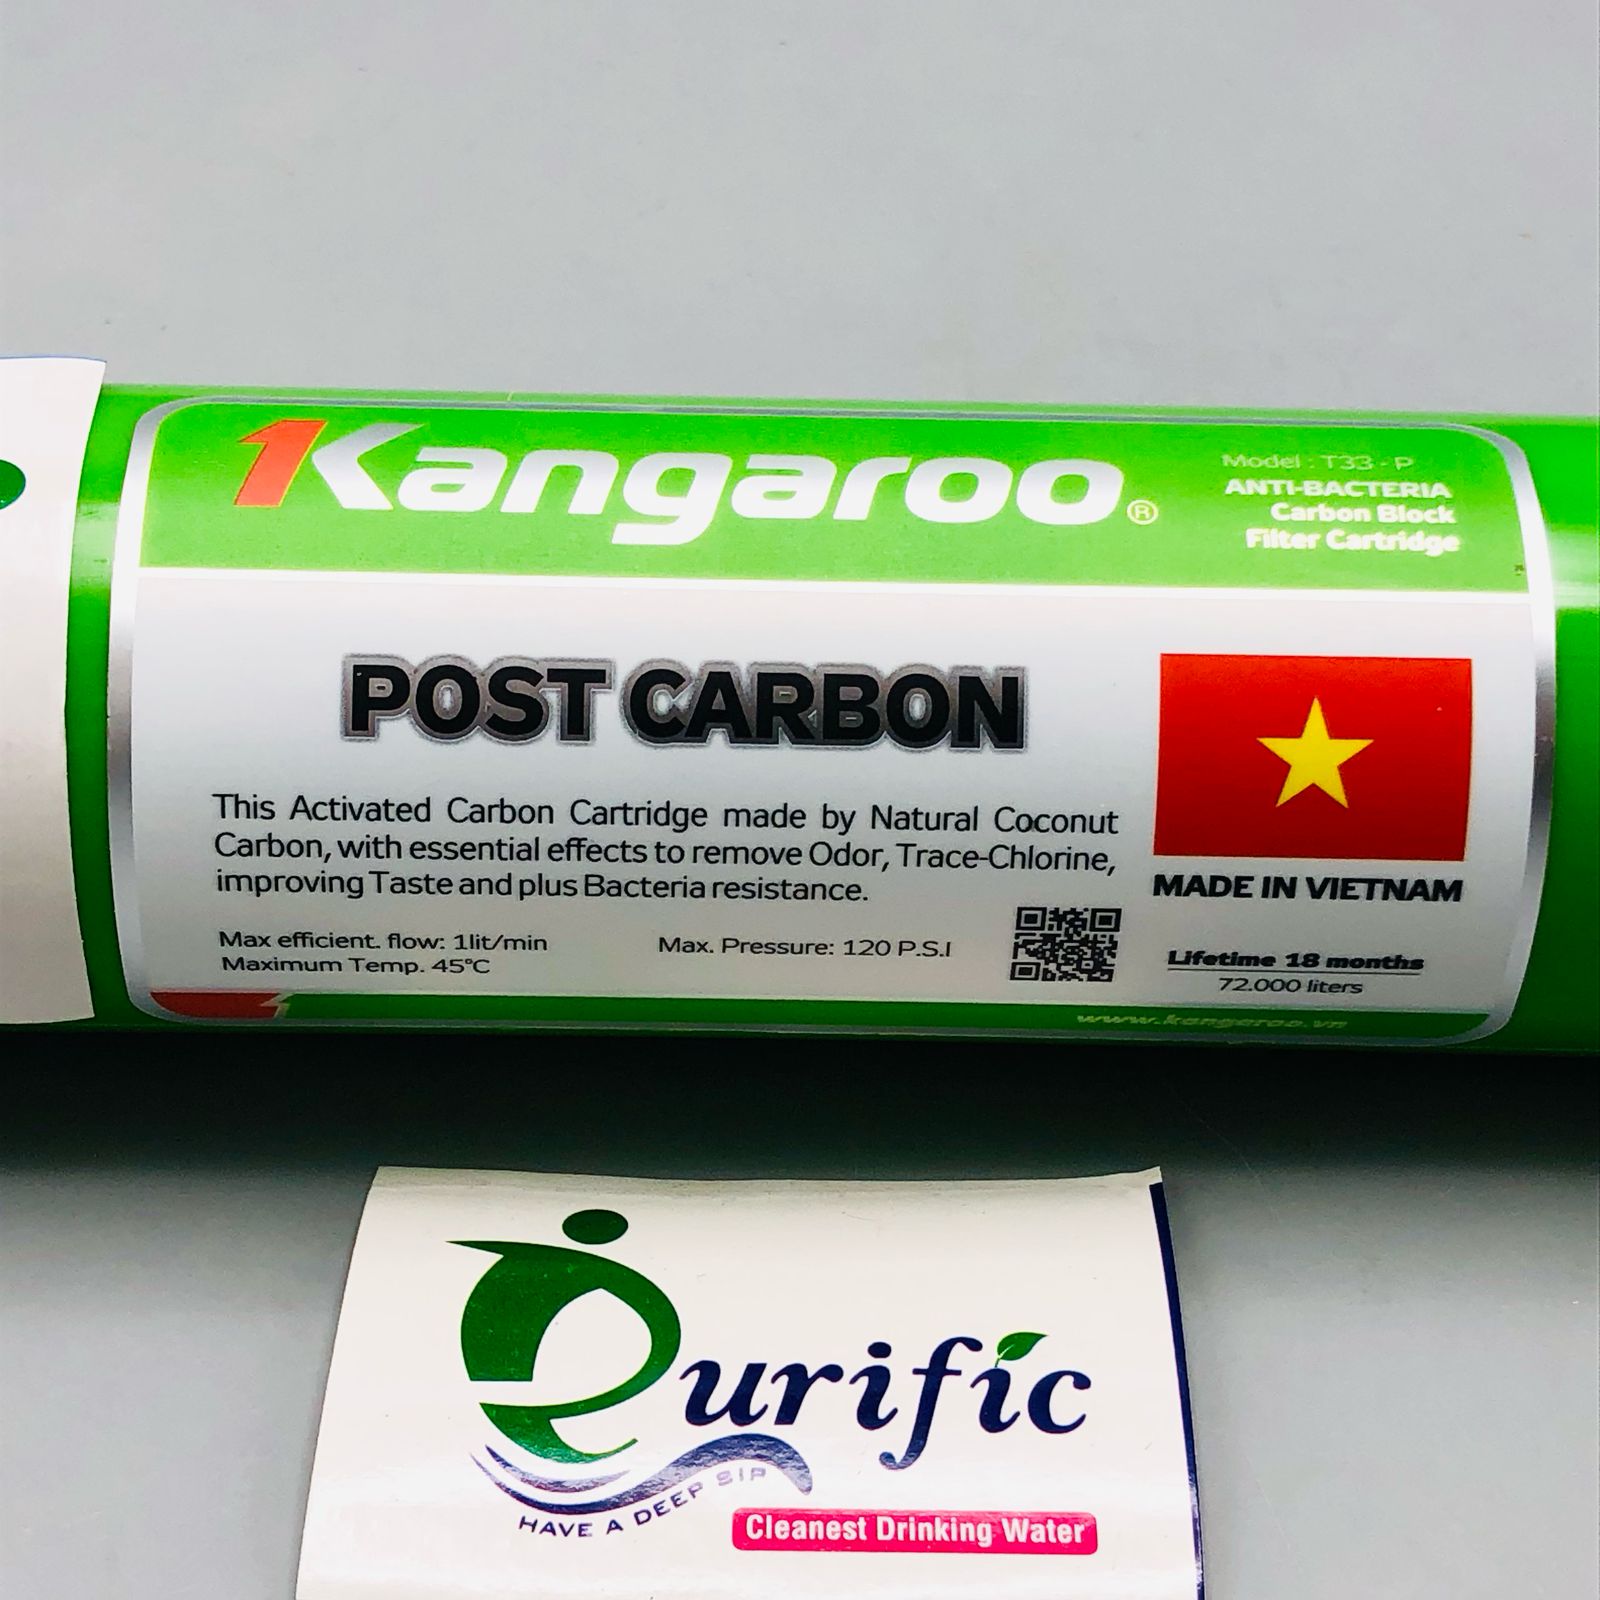 Kangaroo®
Model : T33 - P
ANTI-BACTERIA
Carbon Block
Filter Cartridge
POST CARBON
This Activated Carbon Cartridge made by Natural Coconut
Carbon, with essential effects to remove Odor, Trace-Chlorine,
improving Taste and plus Bacteria resistance.
Max efficient. flow: 1lit/min
Maximum Temp. 45°C
Max. Pressure: 120 P.S.I
MADE IN VIETNAM
Lifetime 18 months
72.000 liters
www.kangaroo.vn
Purific
HAVE A DEEP SIP
Cleanest Drinking Water